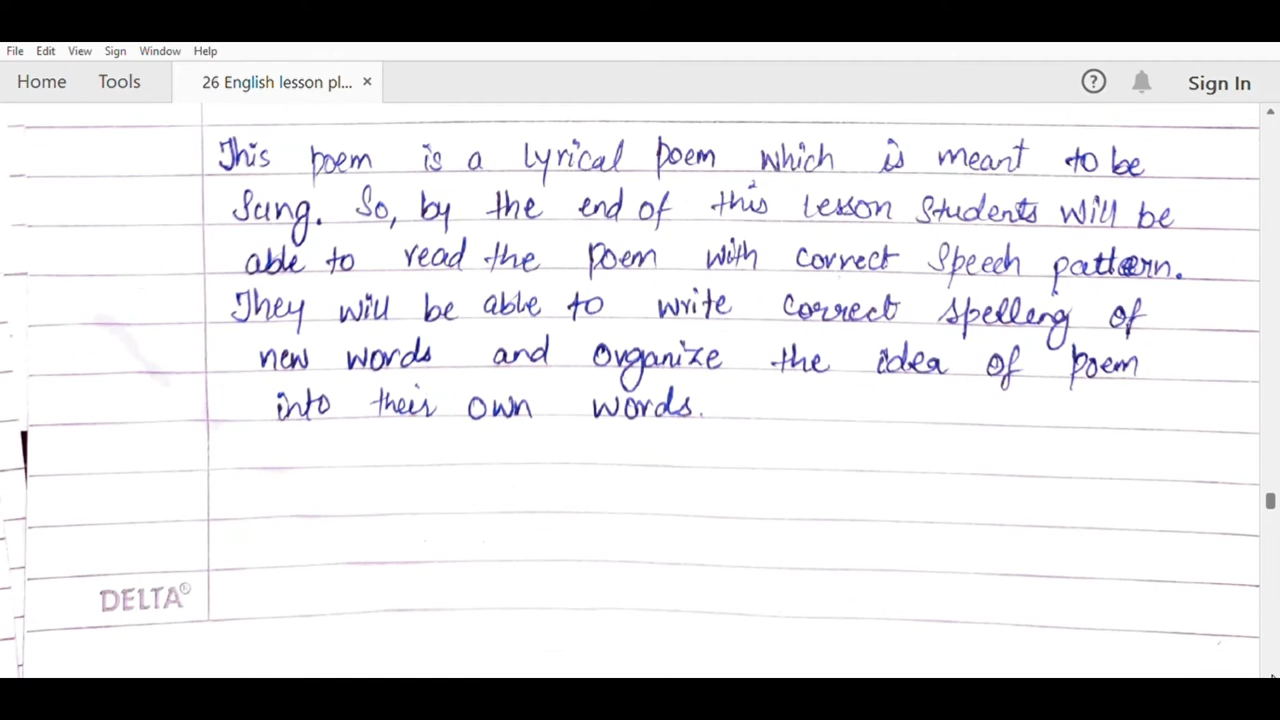 File Edit View Sign Window Help
Home Tools 26 English lesson pl... × ? Sign In
This poem is a lyrical poem which is meant to be
sung. So, by the end of this lesson students will be
able to read the poem with correct speech pattern.
They will be able to write correct spelling of
new words and organize the idea of poem
into their own words.
DELTA®